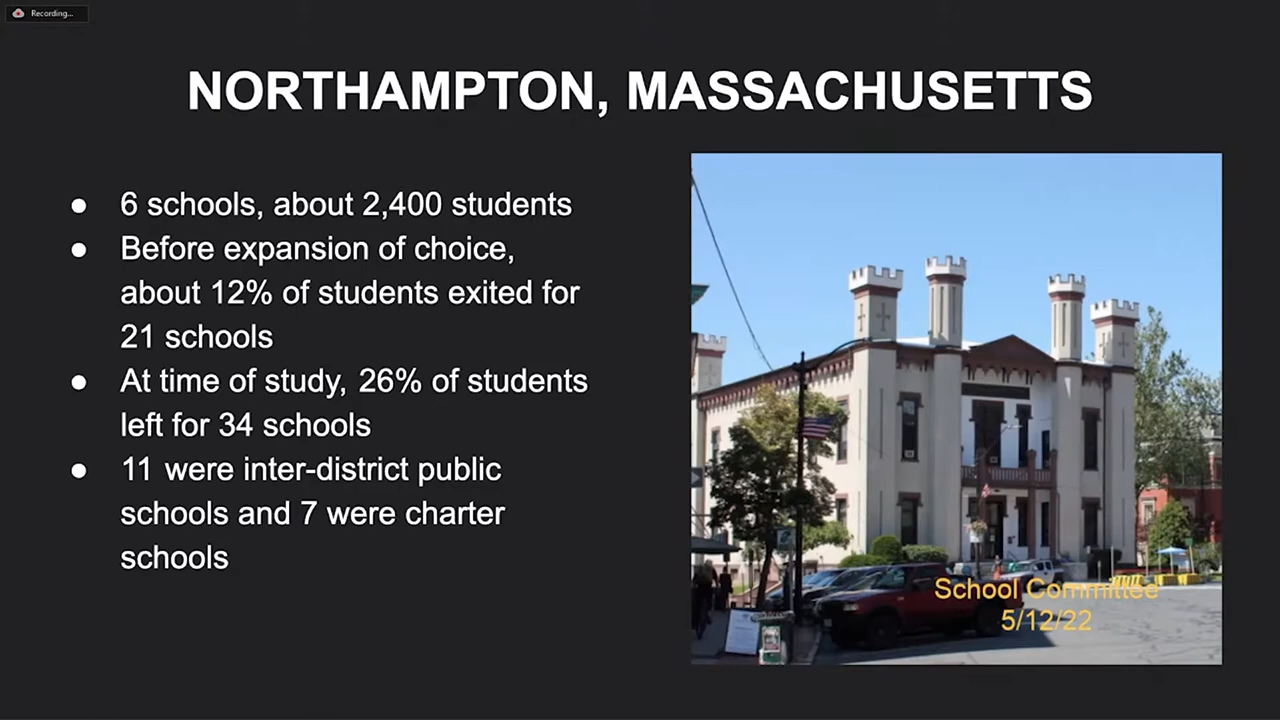 Recording...
NORTHAMPTON, MASSACHUSETTS
● 6 schools, about 2,400 students
● Before expansion of choice,
about 12% of students exited for
21 schools
● At time of study, 26% of students
left for 34 schools
● 11 were inter-district public
schools and 7 were charter
schools
School Committee
5/12/22